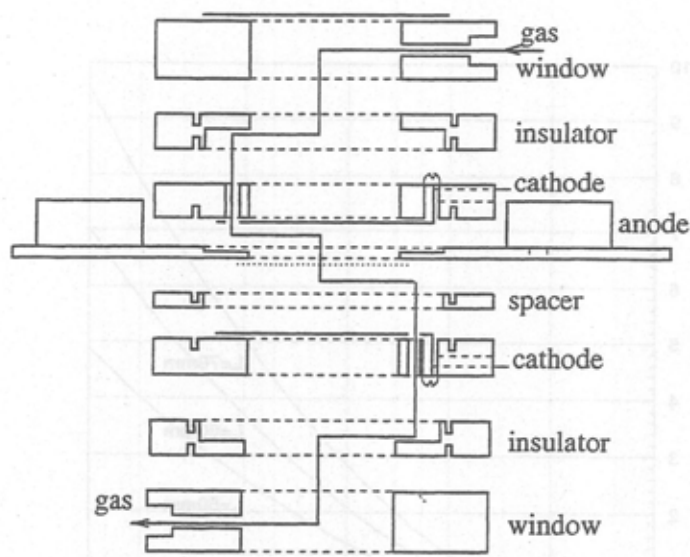 gas
window
insulator
cathode
anode
spacer
cathode
insulator
gas
window